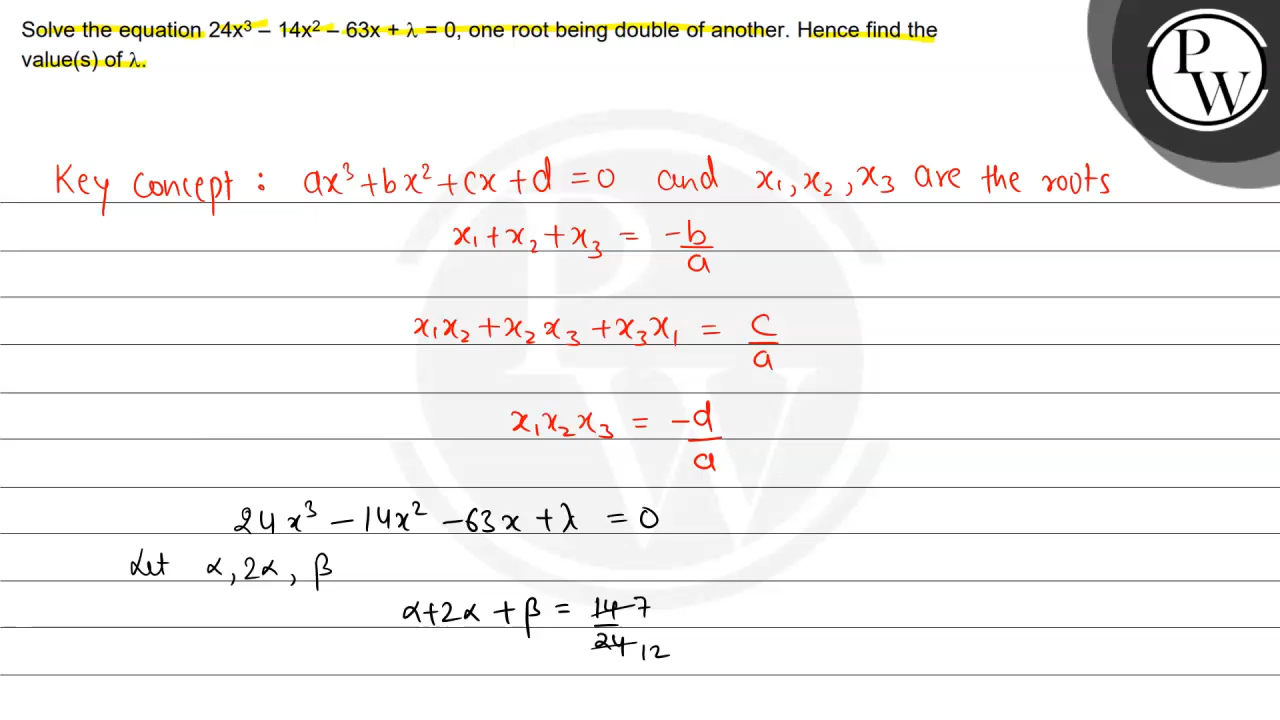 Solve the equation 24x³ – 14x² – 63x + λ = 0, one root being double of another. Hence find the
value(s) of λ.
P
W
Key concept : ax³+bx²+cx+d=0 and x₁,x₂,x₃ are the roots
x₁+x₂+x₃ = -b/a
x₁x₂+x₂x₃+x₃x₁ = c/a
x₁x₂x₃ = -d/a
24x³-14x²-63x+λ=0
Let α,2α,β
α+2α+β = 14 7
24 12